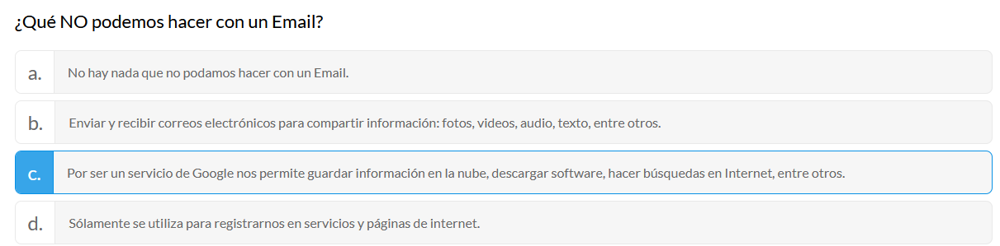 ¿Qué NO podemos hacer con un Email?
a. No hay nada que no podamos hacer con un Email.
b. Enviar y recibir correos electrónicos para compartir información: fotos, videos, audio, texto, entre otros.
c. Por ser un servicio de Google nos permite guardar información en la nube, descargar software, hacer búsquedas en Internet, entre otros.
d. Sólamente se utiliza para registrarnos en servicios y páginas de internet.